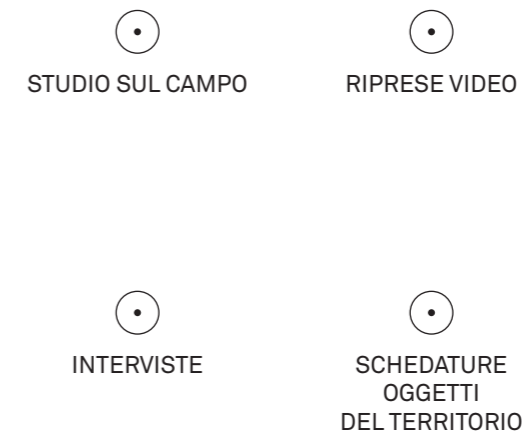 STUDIO SUL CAMPO
RIPRESE VIDEO
INTERVISTE
SCHEDATURE
OGGETTI
DEL TERRITORIO